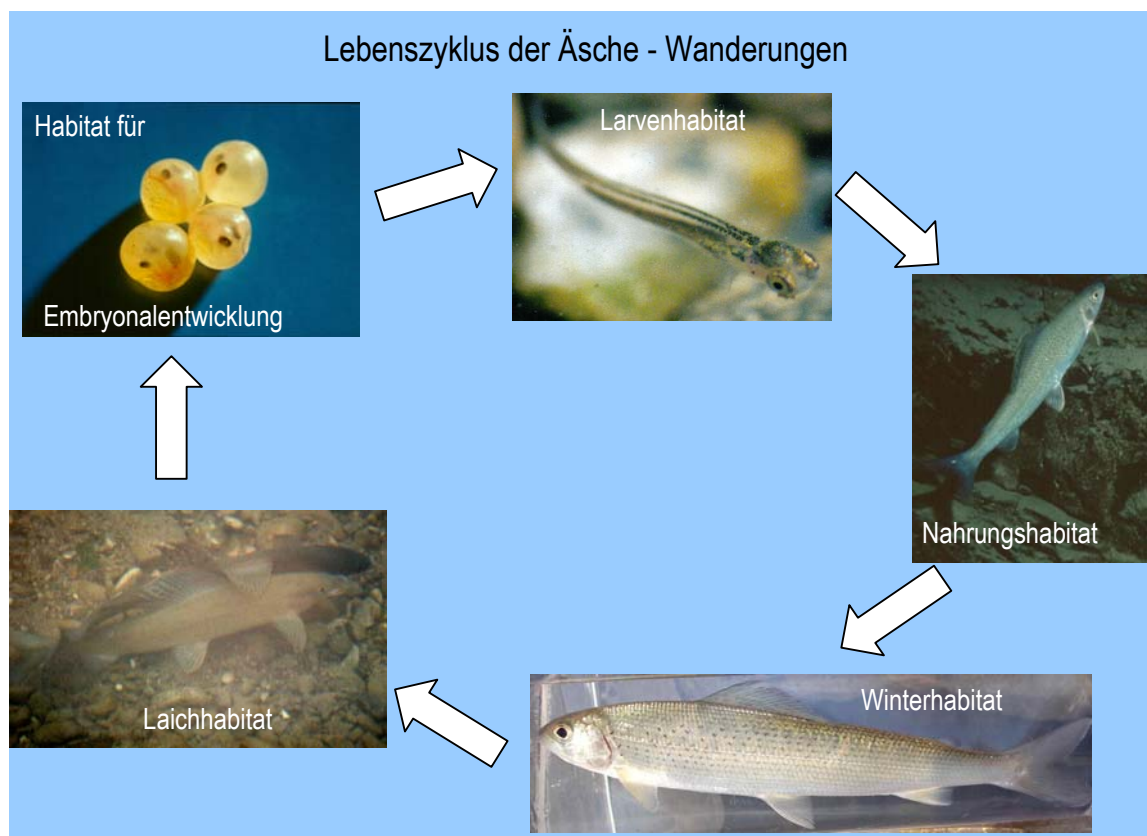 Lebenszyklus der Äsche - Wanderungen
Habitat für
Embryonalentwicklung
Larvenhabitat
Nahrungshabitat
Winterhabitat
Laichhabitat